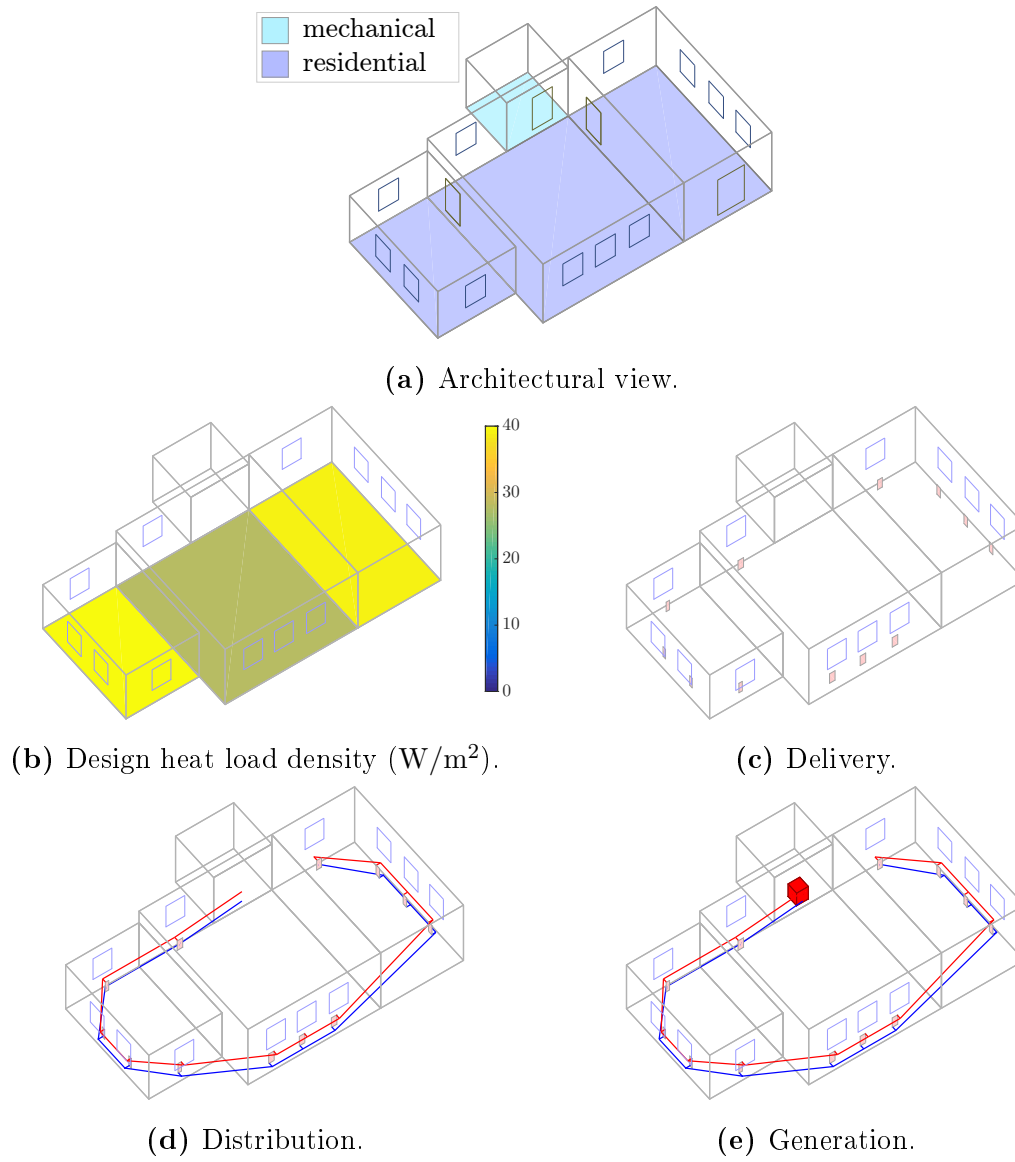 mechanical
residential
(a) Architectural view.
40
30
20
10
0
(b) Design heat load density (W/m²).
(c) Delivery.
(d) Distribution.
(e) Generation.